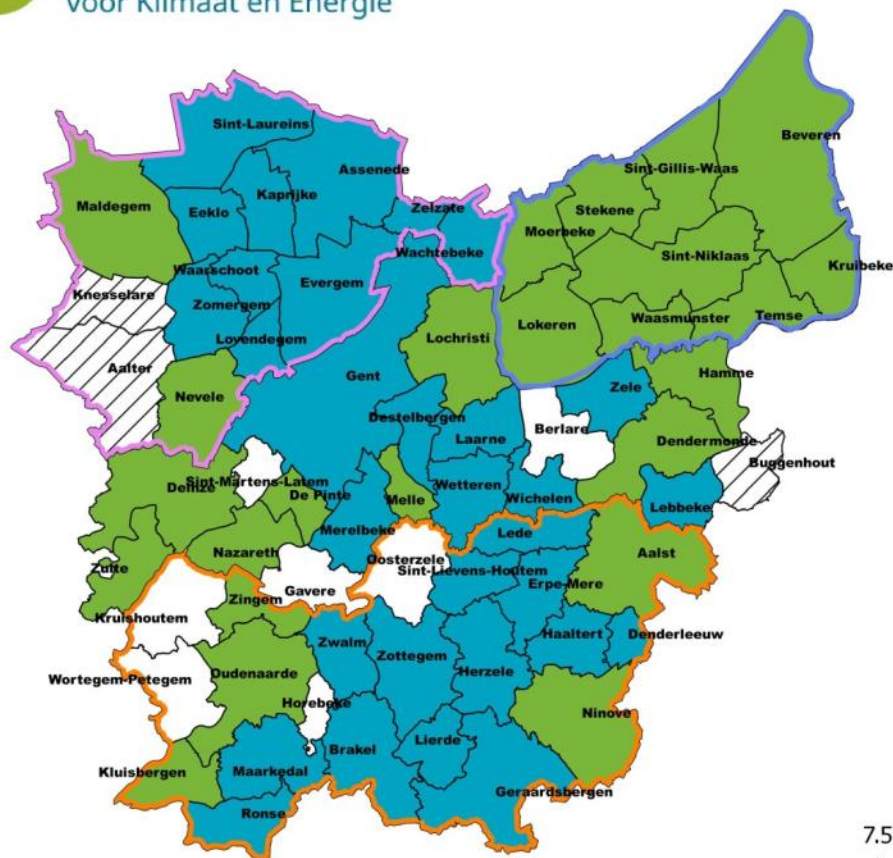 voor Klimaat en Energie
Sint-Laureins
Beveren
Assenede
Sint-Gillis-Waas
Kaprijke
Maldegem
Eeklo
Zelzate
Stekene
Moerbeke
Wachtebeke
Sint-Niklaas
Kruibeke
Waarschoot
Evergem
Knesselare
Zomergem
Temse
Waasmunster
Lokeren
Lovendegem
Lochristi
Aalter
Gent
Hamme
Zele
Nevele
Destelbergen
Berlare
Laarne
Dendermonde
Buggenhout
Sint-Martens-Latem
Deinze
Wetteren
De Pinte
Melle
Wichelen
Lebbeke
Merelbeke
Lede
Nazareth
Aalst
Oosterzele
Zulte
Sint-Lievens-Houtem
Erpe-Mere
Gavere
Zingem
Kruishoutem
Haaltert
Denderleeuw
Zwalm
Zottegem
Oudenaarde
Herzele
Wortegem-Petegem
Horebeke
Ninove
Lierde
Brakel
Kluisbergen
Maarkedal
Geraardsbergen
Ronse
7.5